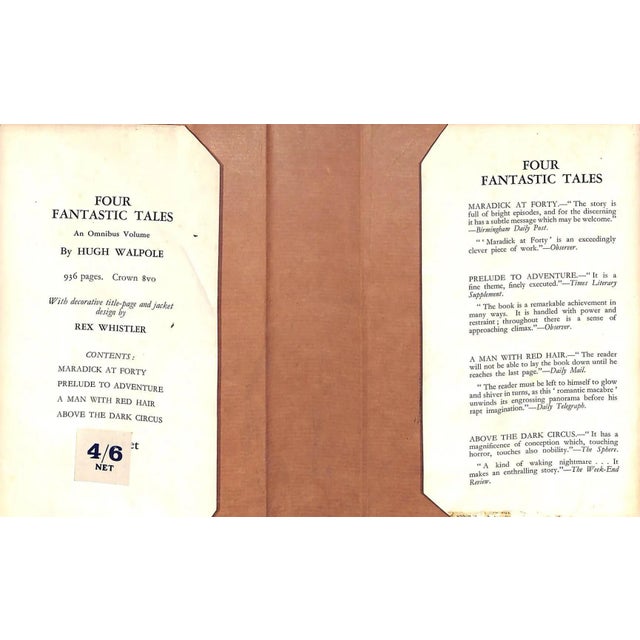 FOUR
FANTASTIC TALES
An Omnibus Volume
By HUGH WALPOLE
936 pages. Crown 8vo
With decorative title-page and jacket
design by
REX WHISTLER
CONTENTS:
MARADICK AT FORTY
PRELUDE TO ADVENTURE
A MAN WITH RED HAIR
ABOVE THE DARK CIRCUS
et
4/6
NET
FOUR
FANTASTIC TALES
MARADICK AT FORTY.—“ The story is
full of bright episodes, and for the discerning
it has a subtle message which may be welcome.”
—Birmingham Daily Post.
“ ‘ Maradick at Forty ’ is an exceedingly
clever piece of work.”—Observer.
PRELUDE TO ADVENTURE.—“ It is a
fine theme, finely executed.”—Times Literary
Supplement.
“ The book is a remarkable achievement in
many ways. It is handled with power and
restraint ; throughout there is a sense of
approaching climax.”—Observer.
A MAN WITH RED HAIR.—“ The reader
will not be able to lay the book down until he
reaches the last page.”—Daily Mail.
“ The reader must be left to himself to glow
and shiver in turns, as this ‘ romantic macabre ’
unwinds its engrossing panorama before his
rapt imagination.”—Daily Telegraph.
ABOVE THE DARK CIRCUS.—“ It has a
magnificence of conception which, touching
horror, touches also nobility.”—The Sphere.
“ A kind of waking nightmare . . . It
makes an enthralling story.”—The Week-End
Review.